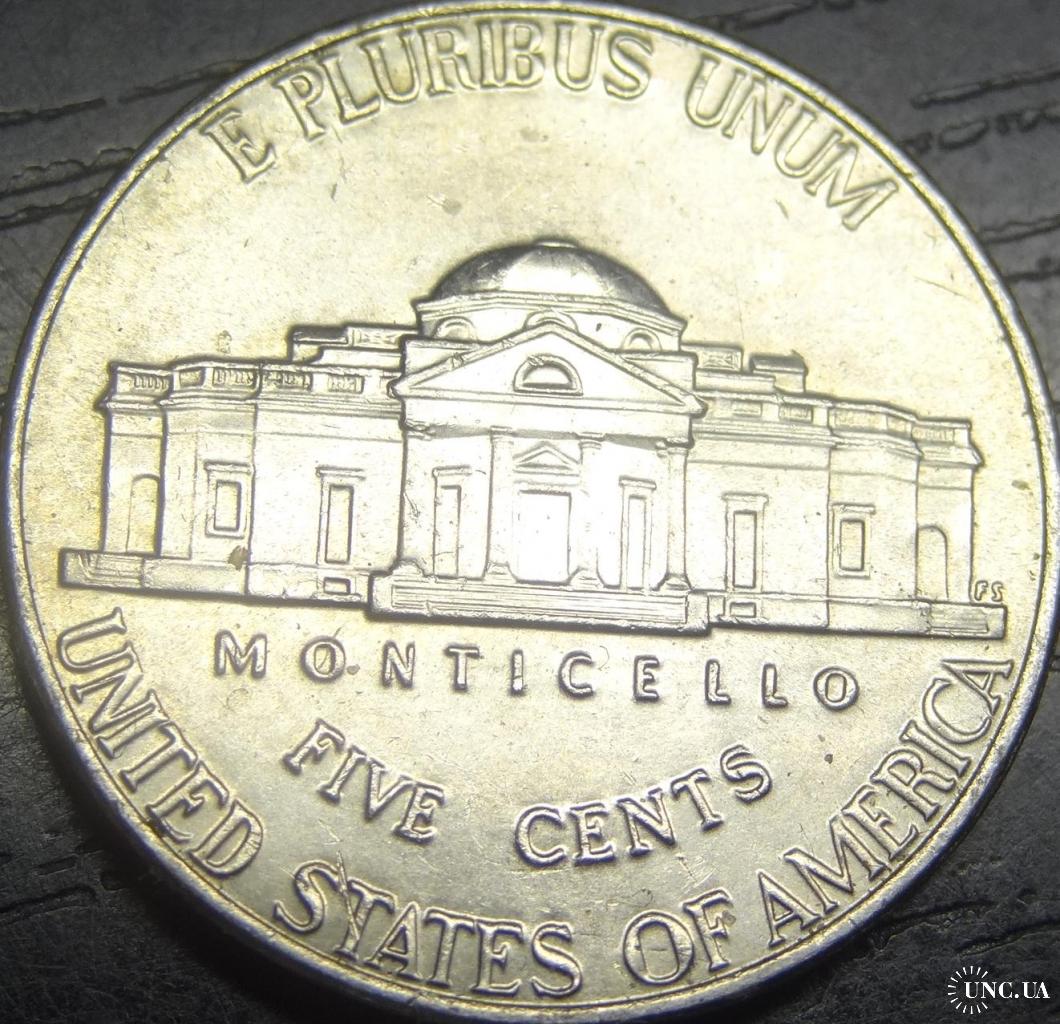 E PLURIBUS UNUM
FS
MONTICELLO
FIVE CENTS
UNITED STATES OF AMERICA
UNC.UA